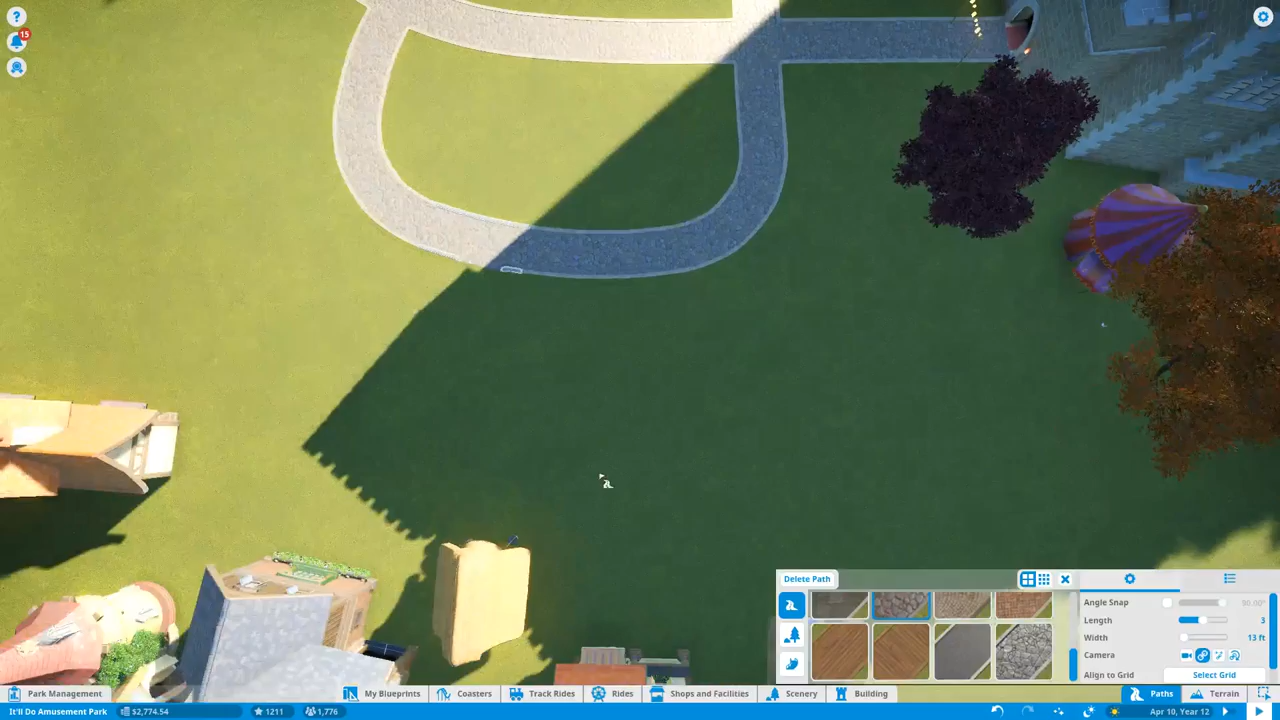 ?
15
Delete Path
Angle Snap 90.00°
Length 3
Width 13 ft
Camera
Align to Grid Select Grid
Park Management My Blueprints Coasters Track Rides Rides Shops and Facilities Scenery Building Paths Terrain
It'll Do Amusement Park $2,774.54 1211 1,776 Apr 10, Year 12